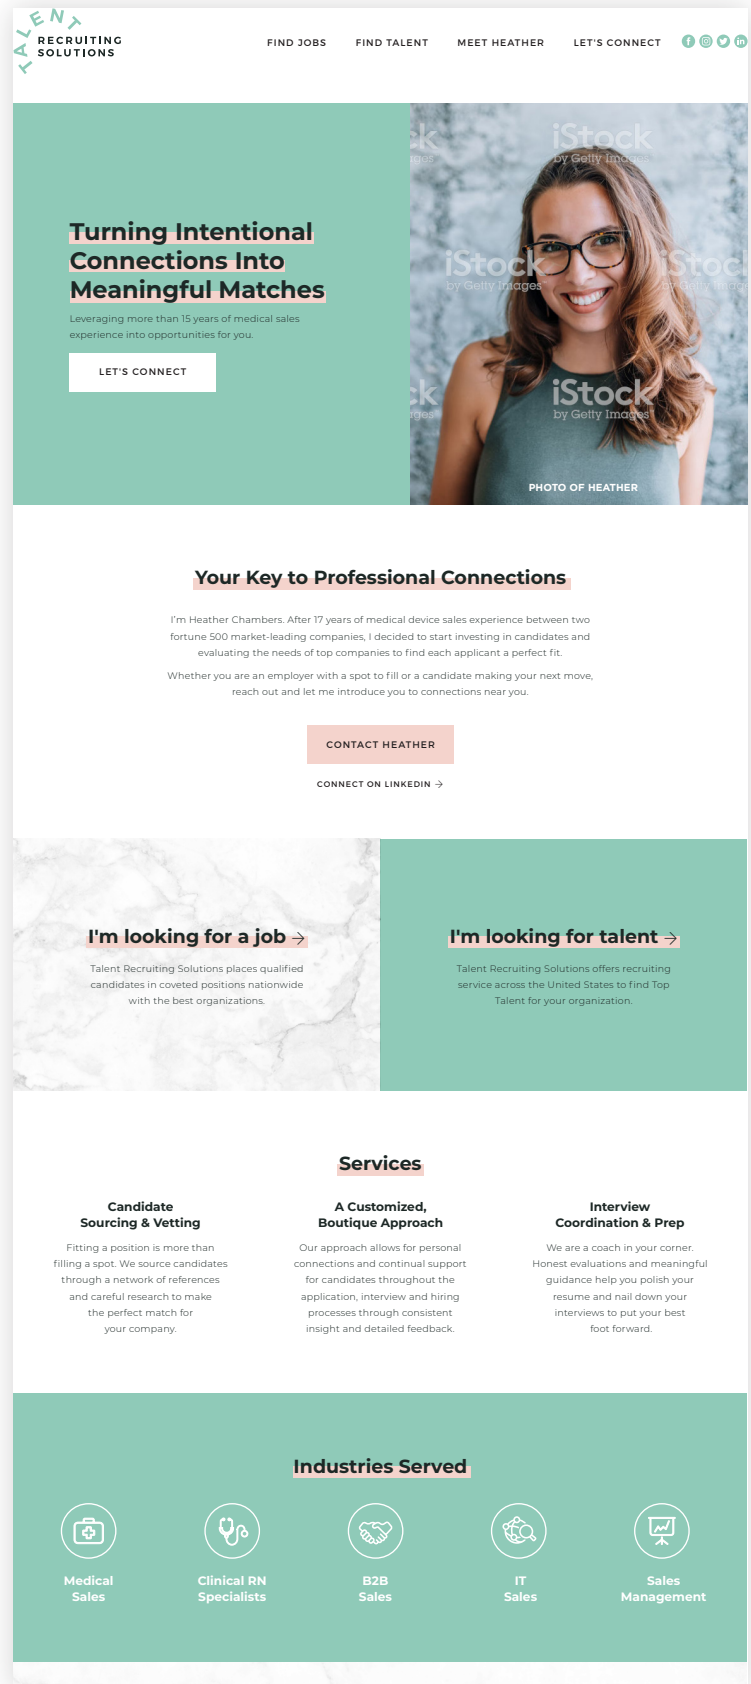 TALENT
RECRUITING
SOLUTIONS
FIND JOBS
FIND TALENT
MEET HEATHER
LET'S CONNECT
Turning Intentional
Connections Into
Meaningful Matches
Leveraging more than 15 years of medical sales
experience into opportunities for you.
LET'S CONNECT
iStock
by Getty Images
iStock
by Getty Images
iStock
by Getty Images
iStock
by Getty Images
PHOTO OF HEATHER
Your Key to Professional Connections
I'm Heather Chambers. After 17 years of medical device sales experience between two
fortune 500 market-leading companies, I decided to start investing in candidates and
evaluating the needs of top companies to find each applicant a perfect fit.
Whether you are an employer with a spot to fill or a candidate making your next move,
reach out and let me introduce you to connections near you.
CONTACT HEATHER
CONNECT ON LINKEDIN →
I'm looking for a job →
Talent Recruiting Solutions places qualified
candidates in coveted positions nationwide
with the best organizations.
I'm looking for talent →
Talent Recruiting Solutions offers recruiting
service across the United States to find Top
Talent for your organization.
Services
Candidate
Sourcing & Vetting
Fitting a position is more than
filling a spot. We source candidates
through a network of references
and careful research to make
the perfect match for
your company.
A Customized,
Boutique Approach
Our approach allows for personal
connections and continual support
for candidates throughout the
application, interview and hiring
processes through consistent
insight and detailed feedback.
Interview
Coordination & Prep
We are a coach in your corner.
Honest evaluations and meaningful
guidance help you polish your
resume and nail down your
interviews to put your best
foot forward.
Industries Served
Medical
Sales
Clinical RN
Specialists
B2B
Sales
IT
Sales
Sales
Management